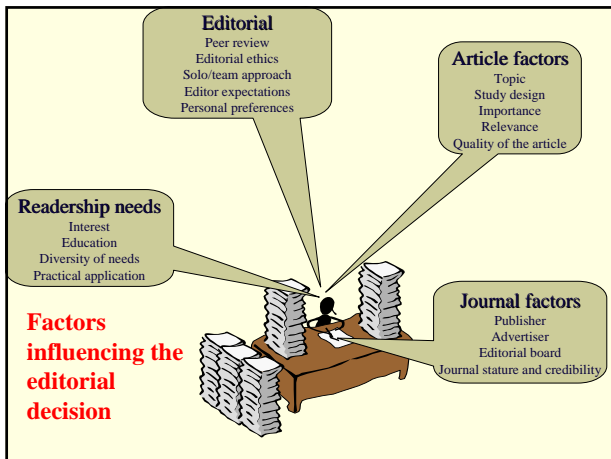 Editorial
Peer review
Editorial ethics
Solo/team approach
Editor expectations
Personal preferences
Article factors
Topic
Study design
Importance
Relevance
Quality of the article
Readership needs
Interest
Education
Diversity of needs
Practical application
Journal factors
Publisher
Advertiser
Editorial board
Journal stature and credibility
Factors
influencing the
editorial
decision